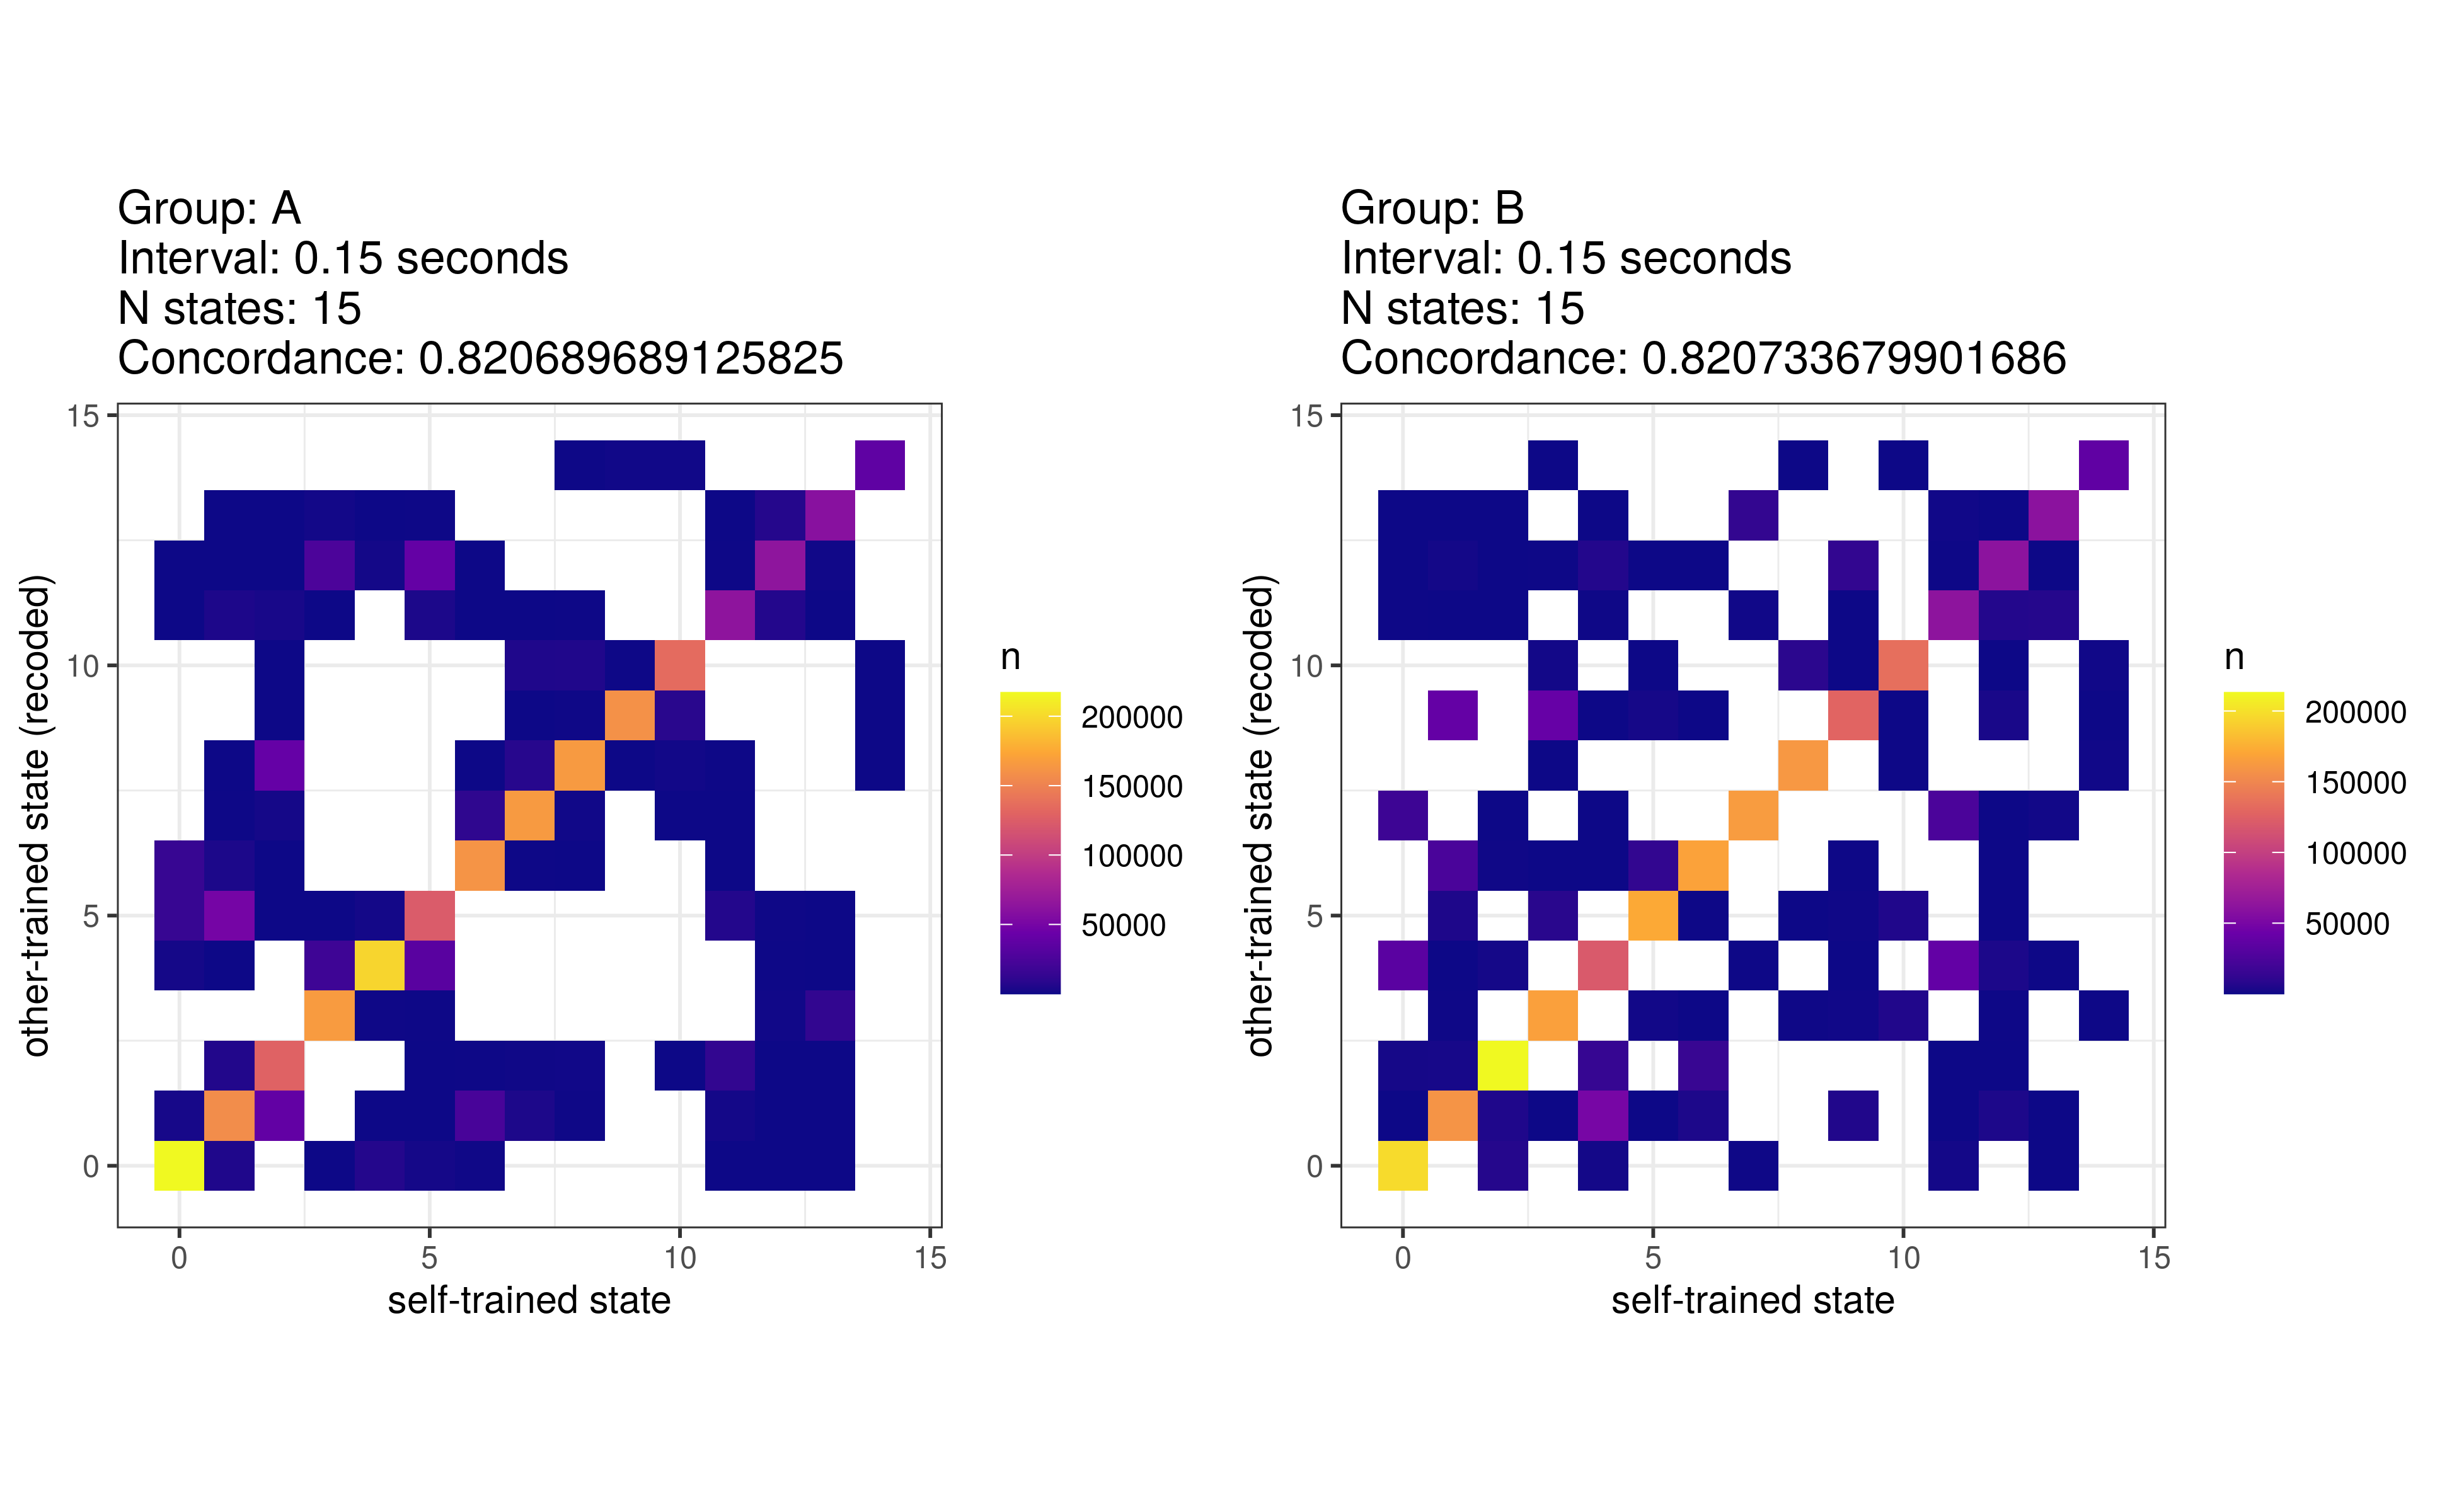 Group: A
Interval: 0.15 seconds
N states: 15
Concordance: 0.820689689125825
15
10
5
0
other-trained state (recoded)
0 5 10 15
self-trained state
n
200000
150000
100000
50000
Group: B
Interval: 0.15 seconds
N states: 15
Concordance: 0.820733679901686
15
10
5
0
other-trained state (recoded)
0 5 10 15
self-trained state
n
200000
150000
100000
50000